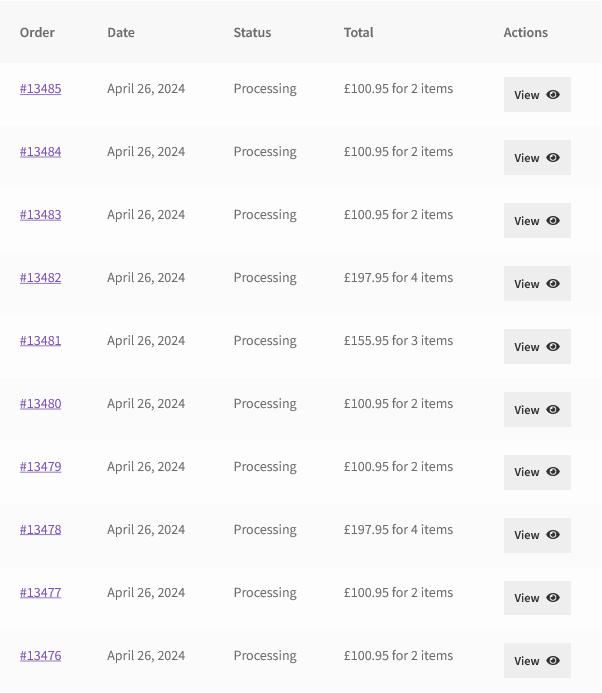 Order Date Status Total Actions
#13485 April 26, 2024 Processing £100.95 for 2 items View
#13484 April 26, 2024 Processing £100.95 for 2 items View
#13483 April 26, 2024 Processing £100.95 for 2 items View
#13482 April 26, 2024 Processing £197.95 for 4 items View
#13481 April 26, 2024 Processing £155.95 for 3 items View
#13480 April 26, 2024 Processing £100.95 for 2 items View
#13479 April 26, 2024 Processing £100.95 for 2 items View
#13478 April 26, 2024 Processing £197.95 for 4 items View
#13477 April 26, 2024 Processing £100.95 for 2 items View
#13476 April 26, 2024 Processing £100.95 for 2 items View